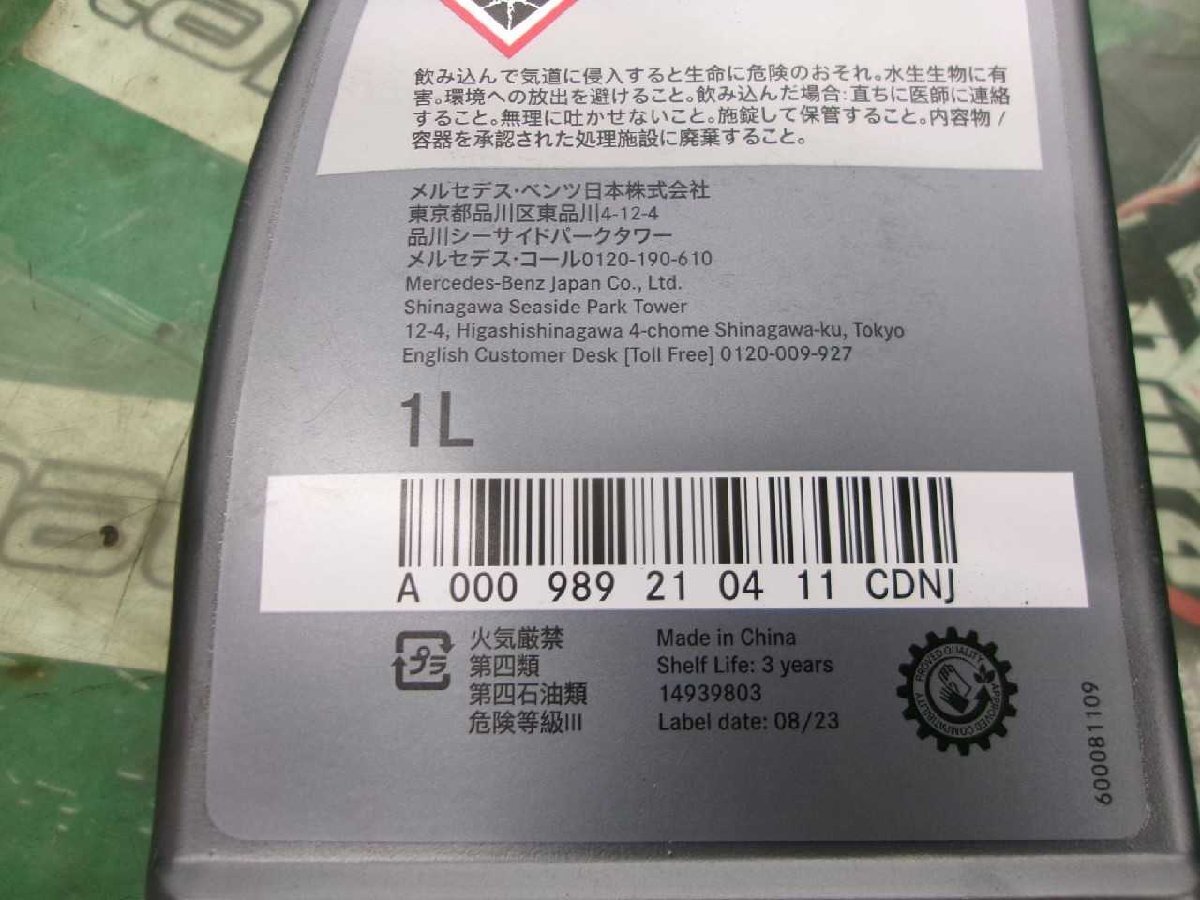 飲み込んで気道に侵入すると生命に危険のおそれ。水生生物に有
害。環境への放出を避けること。飲み込んだ場合:直ちに医師に連絡
すること。無理に吐かせないこと。施錠して保管すること。内容物/
容器を承認された処理施設に廃棄すること。
メルセデス・ベンツ日本株式会社
東京都品川区東品川4-12-4
品川シーサイドパークタワー
メルセデス・コール0120-190-610
Mercedes-Benz Japan Co., Ltd.
Shinagawa Seaside Park Tower
12-4, Higashishinagawa 4-chome Shinagawa-ku, Tokyo
English Customer Desk [Toll Free] 0120-009-927
1L
A 000 989 21 04 11 CDNJ
プラ
火気厳禁
第四類
第四石油類
危険等級III
Made in China
Shelf Life: 3 years
14939803
Label date: 08/23
PROVED QUALITY
APPROVED COMPATIBILITY
600081109